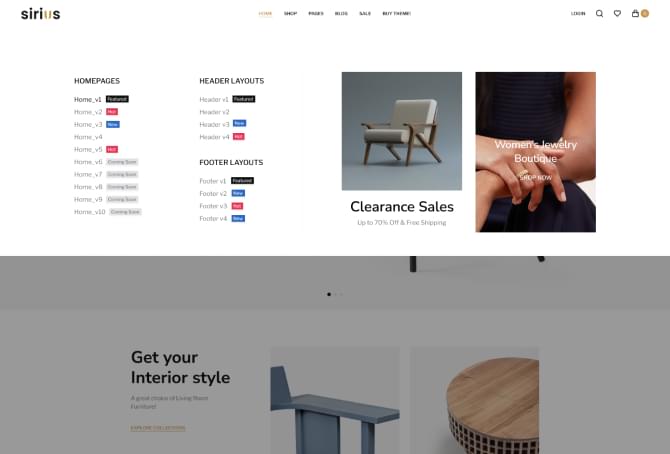 sirius
HOME
SHOP
PAGES
BLOG
SALE
BUY THEME!
LOGIN
HOMEPAGES
Home_v1 Featured
Home_v2 Hot
Home_v3 New
Home_v4
Home_v5 Hot
Home_v6 Coming Soon
Home_v7 Coming Soon
Home_v8 Coming Soon
Home_v9 Coming Soon
Home_v10 Coming Soon
HEADER LAYOUTS
Header v1 Featured
Header v2
Header v3 New
Header v4 Hot
FOOTER LAYOUTS
Footer v1 Featured
Footer v2 New
Footer v3 Hot
Footer v4 New
Clearance Sales
Up to 70% Off & Free Shipping
Women's Jewelry
Boutique
SHOP NOW
Get your
Interior style
A great choice of Living Room
Furniture!
EXPLORE COLLECTIONS